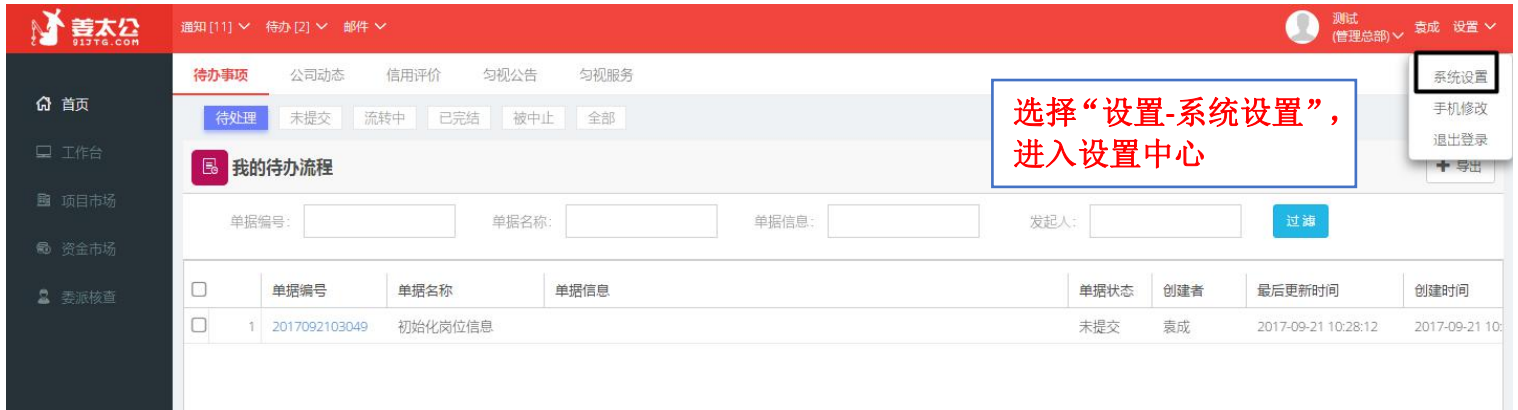 姜太公
913TG.COM
通知 [11] 待办 [2] 邮件
测试
(管理总部)
袁成 设置
系统设置
手机修改
退出登录
首页
工作台
项目市场
资金市场
委派核查
待办事项 公司动态 信用评价 匀视公告 匀视服务
待处理 未提交 流转中 已完结 被中止 全部
选择“设置-系统设置”，
进入设置中心
我的待办流程
导出
单据编号: 单据名称: 单据信息: 发起人: 过滤
单据编号 单据名称 单据信息 单据状态 创建者 最后更新时间 创建时间
1 2017092103049 初始化岗位信息 未提交 袁成 2017-09-21 10:28:12 2017-09-21 10: